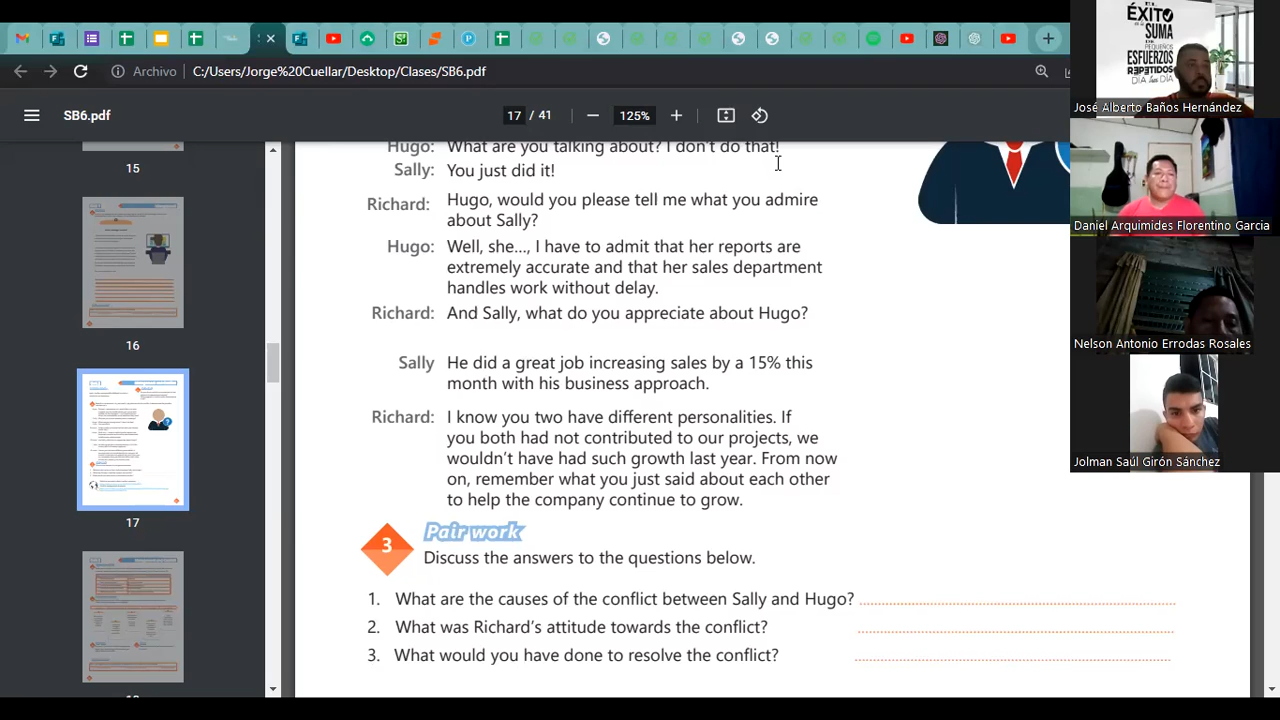 EL
ÉXITO
ES LA
SUMA
DE PEQUEÑOS
ESFUERZOS
REPETIDOS
DÍA tras DÍA
José Alberto Baños Hernández
Daniel Arquimides Florentino Garcia
Nelson Antonio Errodas Rosales
Jolman Saúl Girón Sánchez
Archivo C:/Users/Jorge%20Cuellar/Desktop/Clases/SB6.pdf
SB6.pdf
17 / 41
125%
15
16
17
Hugo: What are you talking about? I don't do that!
Sally: You just did it!
Richard: Hugo, would you please tell me what you admire
about Sally?
Hugo: Well, she…, I have to admit that her reports are
extremely accurate and that her sales department
handles work without delay.
Richard: And Sally, what do you appreciate about Hugo?
Sally He did a great job increasing sales by a 15% this
month with his business approach.
Richard: I know you two have different personalities. If
you both had not contributed to our projects, we
wouldn't have had such growth last year. From now
on, remember what you just said about each other
to help the company continue to grow.
3 Pair work
Discuss the answers to the questions below.
1. What are the causes of the conflict between Sally and Hugo?
2. What was Richard's attitude towards the conflict?
3. What would you have done to resolve the conflict?